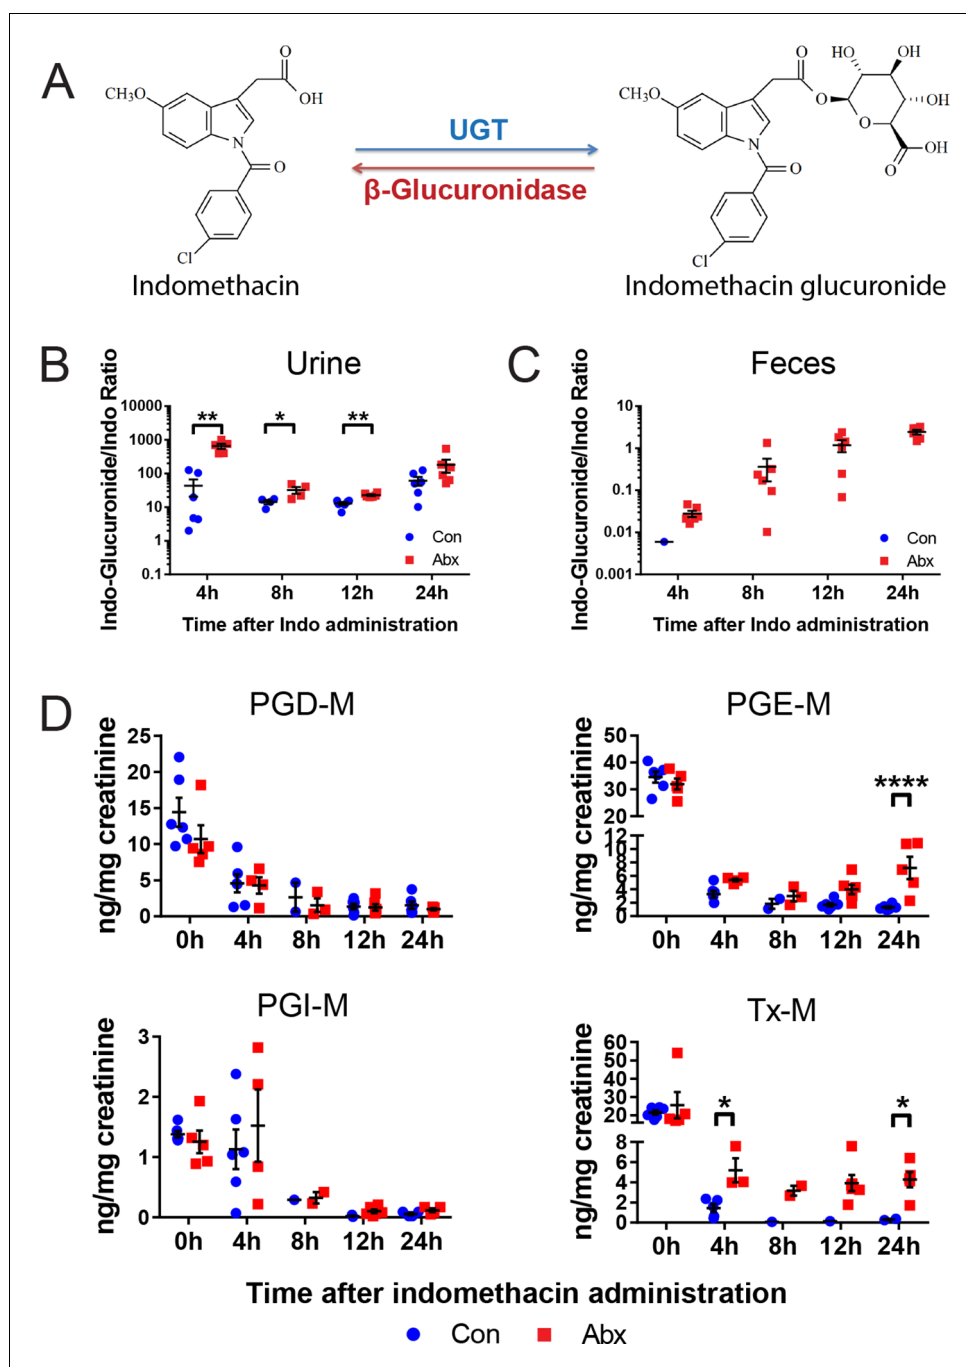 A
O
OH
CH₃O
N
O
Cl
Indomethacin
UGT
β-Glucuronidase
O
HO
OH
CH₃O
O
OH
O
N
O
OH
O
Cl
Indomethacin glucuronide
B
Urine
Indo-Glucuronide/Indo Ratio
10000
1000
100
10
1
0.1
**
*
**
Con
Abx
4h 8h 12h 24h
Time after Indo administration
C
Feces
Indo-Glucuronide/Indo Ratio
10
1
0.1
0.01
0.001
Con
Abx
4h 8h 12h 24h
Time after Indo administration
D
PGD-M
ng/mg creatinine
25
20
15
10
5
0
0h 4h 8h 12h 24h
PGE-M
ng/mg creatinine
50
40
30
20
12
10
8
6
4
2
0
****
0h 4h 8h 12h 24h
PGI-M
ng/mg creatinine
3
2
1
0
0h 4h 8h 12h 24h
Tx-M
ng/mg creatinine
60
50
40
30
20
10
8
6
4
2
0
*
*
0h 4h 8h 12h 24h
Time after indomethacin administration
Con Abx